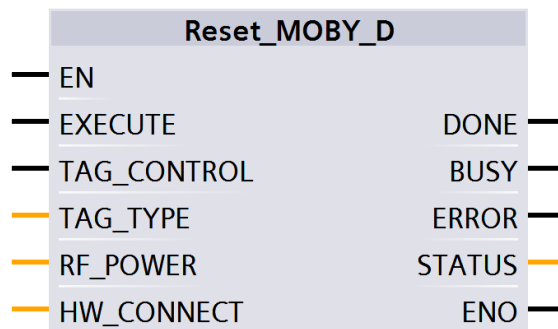 Reset_MOBY_D
EN
EXECUTE DONE
TAG_CONTROL BUSY
TAG_TYPE ERROR
RF_POWER STATUS
HW_CONNECT ENO